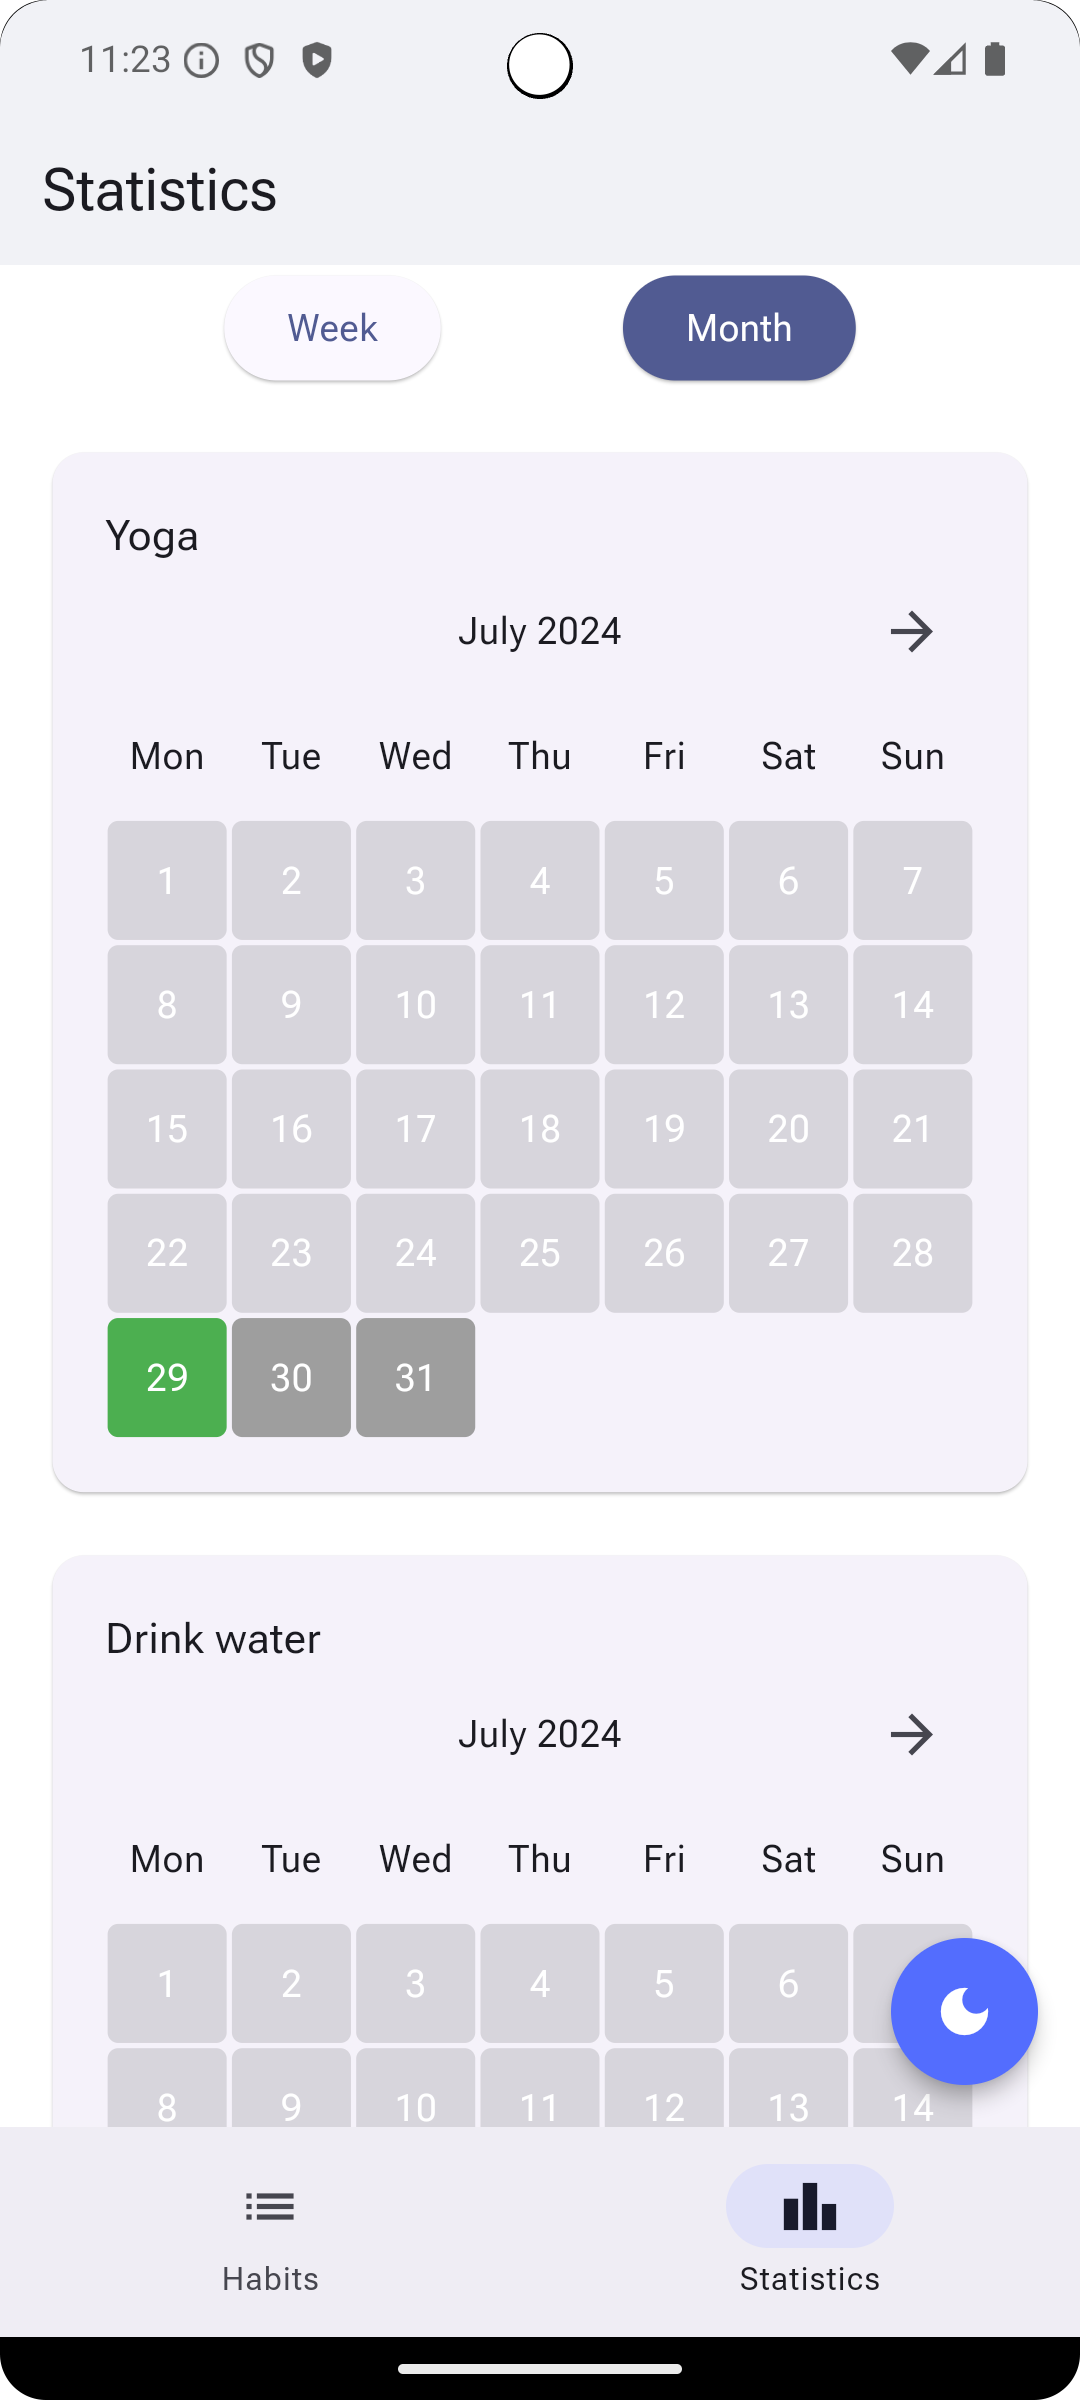 11:23
Statistics
Week Month
Yoga
July 2024
Mon Tue Wed Thu Fri Sat Sun
1 2 3 4 5 6 7
8 9 10 11 12 13 14
15 16 17 18 19 20 21
22 23 24 25 26 27 28
29 30 31
Drink water
July 2024
Mon Tue Wed Thu Fri Sat Sun
1 2 3 4 5 6
8 9 10 11 12 13 14
Habits Statistics